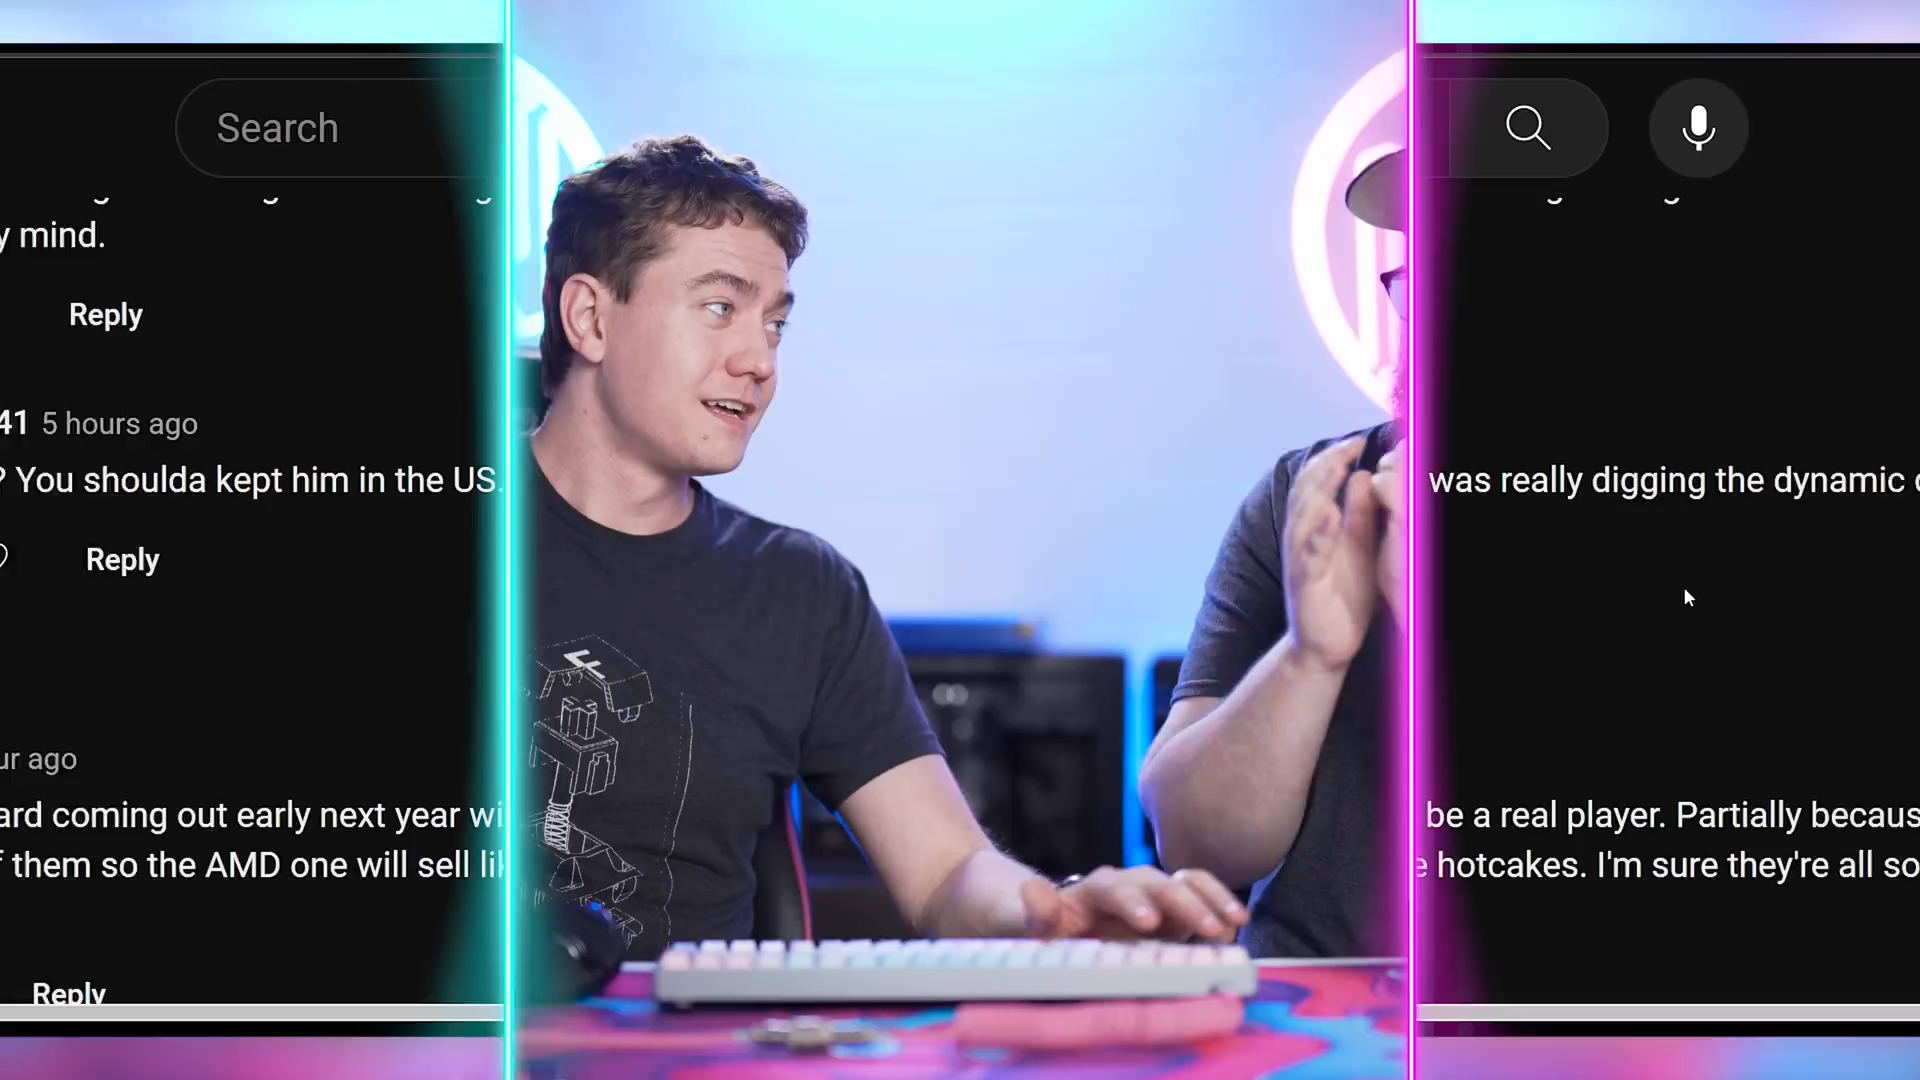 Search
y mind.
Reply
41 5 hours ago
? You shoulda kept him in the US.
was really digging the dynamic
Reply
ur ago
ard coming out early next year wi
be a real player. Partially becaus
f them so the AMD one will sell li
e hotcakes. I'm sure they're all so
Reply